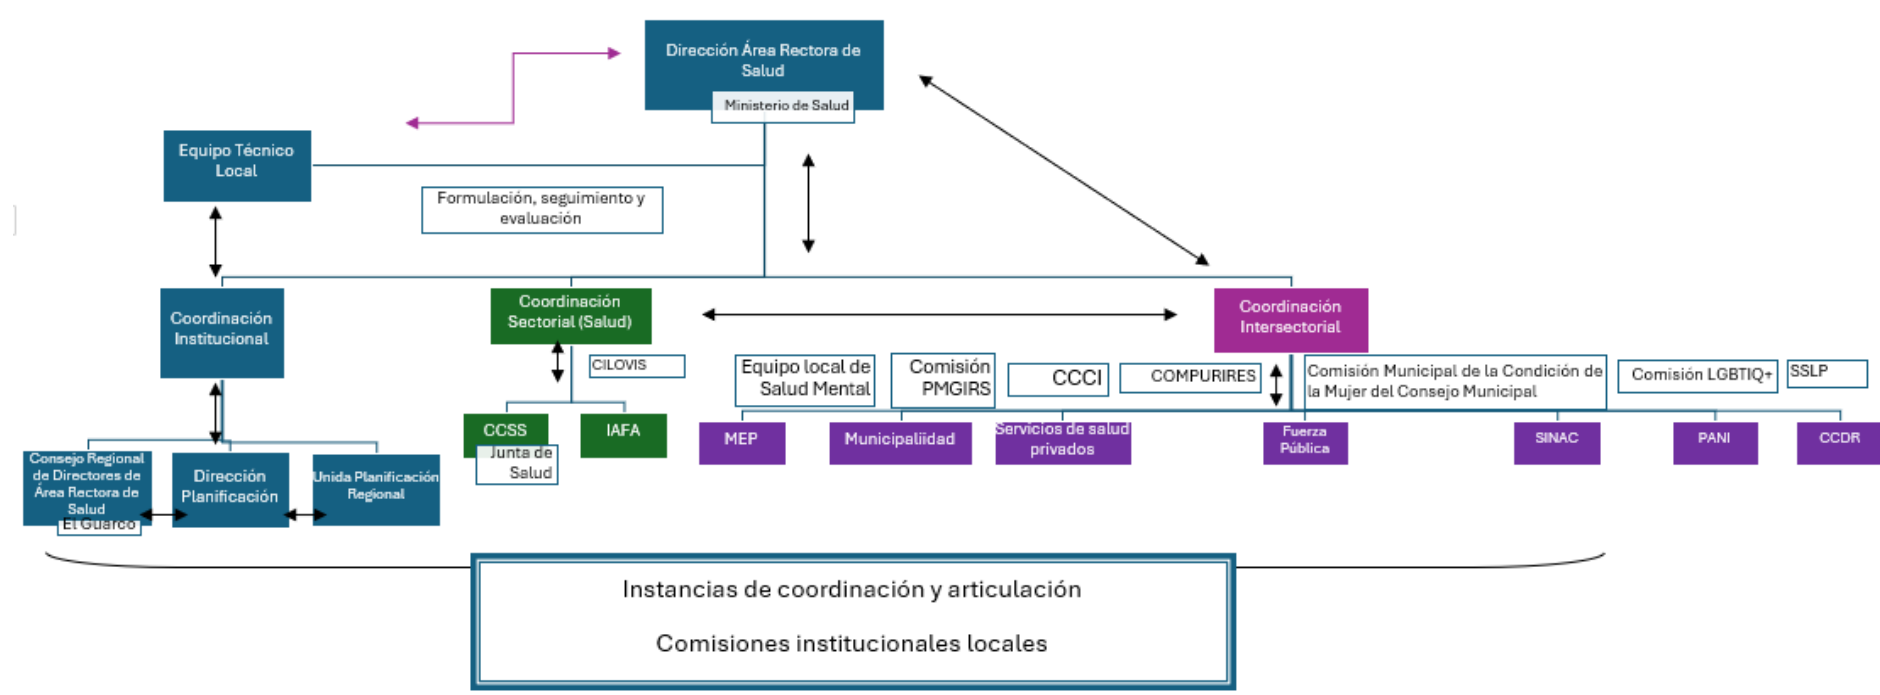 Dirección Área Rectora de
Salud
Ministerio de Salud
Equipo Técnico
Local
Formulación, seguimiento y
evaluación
Coordinación
Institucional
Coordinación
Sectorial (Salud)
Coordinación
Intersectorial
CILOVIS
Equipo local de
Salud Mental
Comisión
PMGIRS
CCCI
COMPURIRES
Comisión Municipal de la Condición de
la Mujer del Consejo Municipal
Comisión LGBTIQ+
SSLP
CCSS
Junta de
Salud
IAFA
MEP
Municipaliidad
Servicios de salud
privados
Fuerza
Pública
SINAC
PANI
CCDR
Consejo Regional
de Directores de
Área Rectora de
Salud
El Guarco
Dirección
Planificación
Unida Planificación
Regional
Instancias de coordinación y articulación
Comisiones institucionales locales